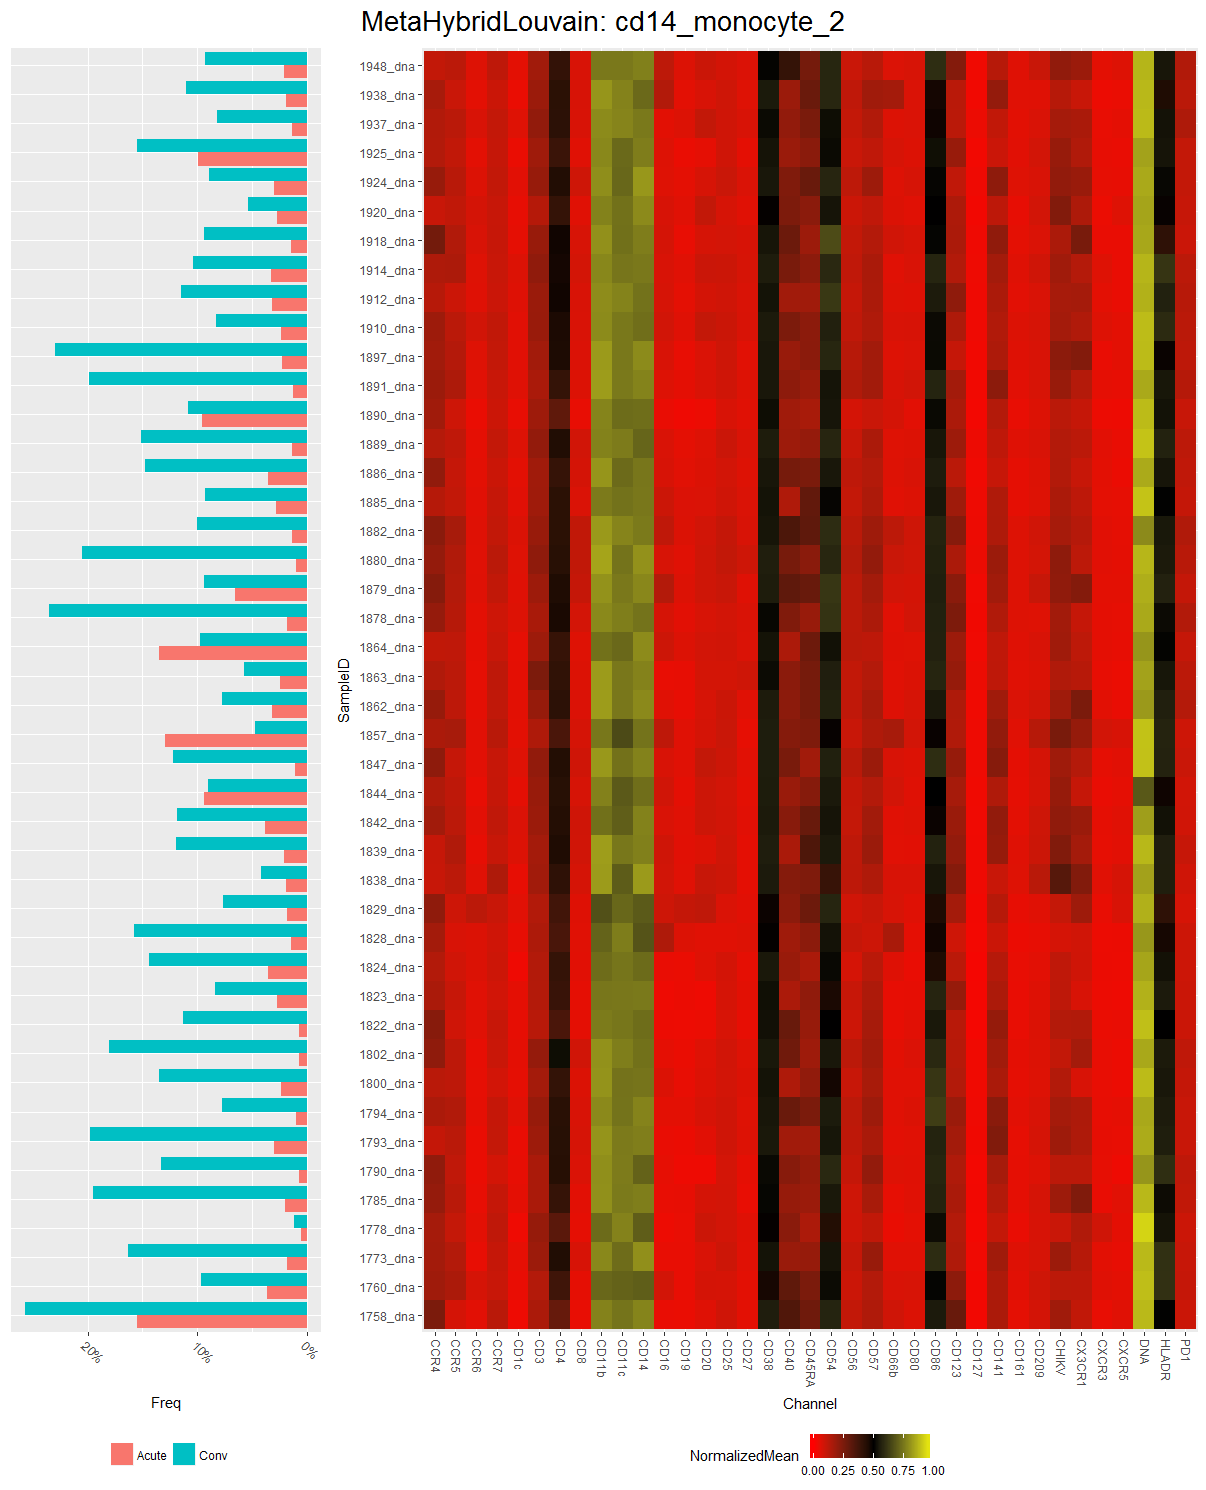 MetaHybridLouvain: cd14_monocyte_2
SampleID
1948_dna
1938_dna
1937_dna
1925_dna
1924_dna
1920_dna
1918_dna
1914_dna
1912_dna
1910_dna
1897_dna
1891_dna
1890_dna
1889_dna
1886_dna
1885_dna
1882_dna
1880_dna
1879_dna
1878_dna
1864_dna
1863_dna
1862_dna
1857_dna
1847_dna
1844_dna
1842_dna
1839_dna
1838_dna
1829_dna
1828_dna
1824_dna
1823_dna
1822_dna
1802_dna
1800_dna
1794_dna
1793_dna
1790_dna
1785_dna
1778_dna
1773_dna
1760_dna
1758_dna
20%
10%
0%
Freq
Acute
Conv
CCR4
CCR5
CCR6
CCR7
CD1c
CD3
CD4
CD8
CD11b
CD11c
CD14
CD16
CD19
CD20
CD25
CD27
CD38
CD40
CD45RA
CD54
CD56
CD57
CD66b
CD80
CD86
CD123
CD127
CD141
CD161
CD209
CHIKV
CX3CR1
CXCR3
CXCR5
DNA
HLADR
PD1
Channel
NormalizedMean
0.00 0.25 0.50 0.75 1.00